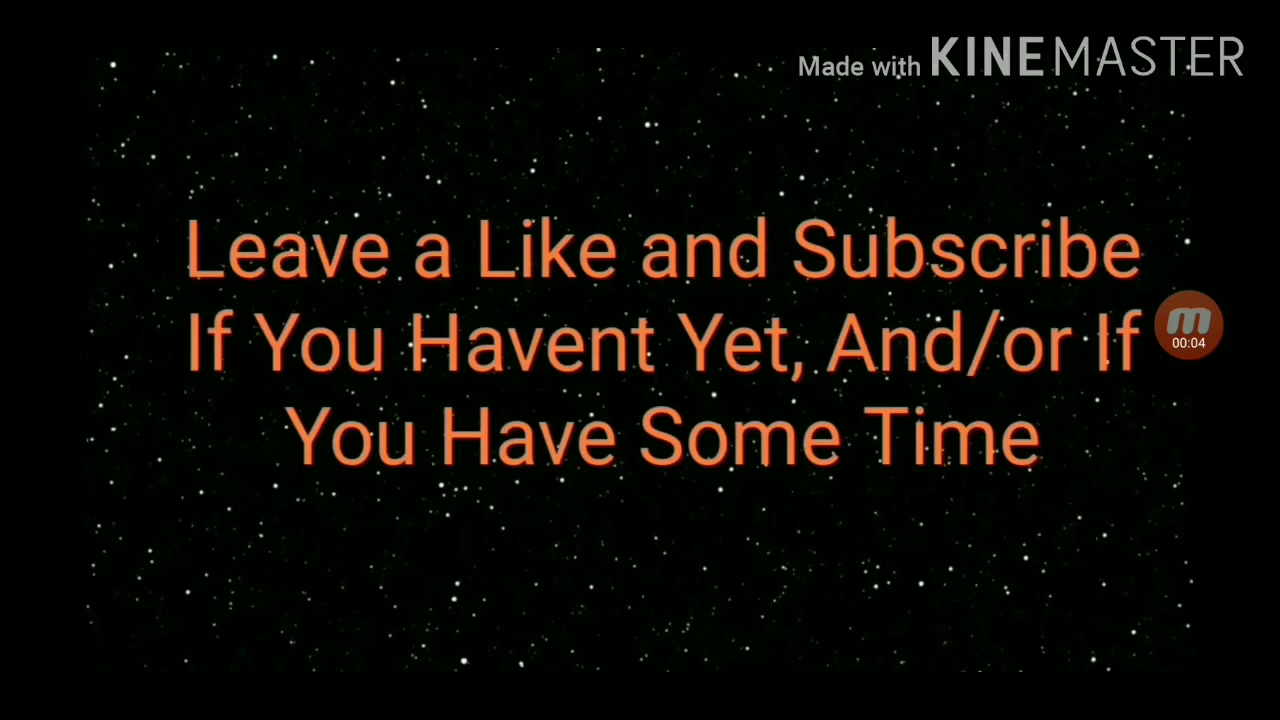 Made with KINEMASTER
Leave a Like and Subscribe
If You Havent Yet, And/or If
You Have Some Time
m
00:04